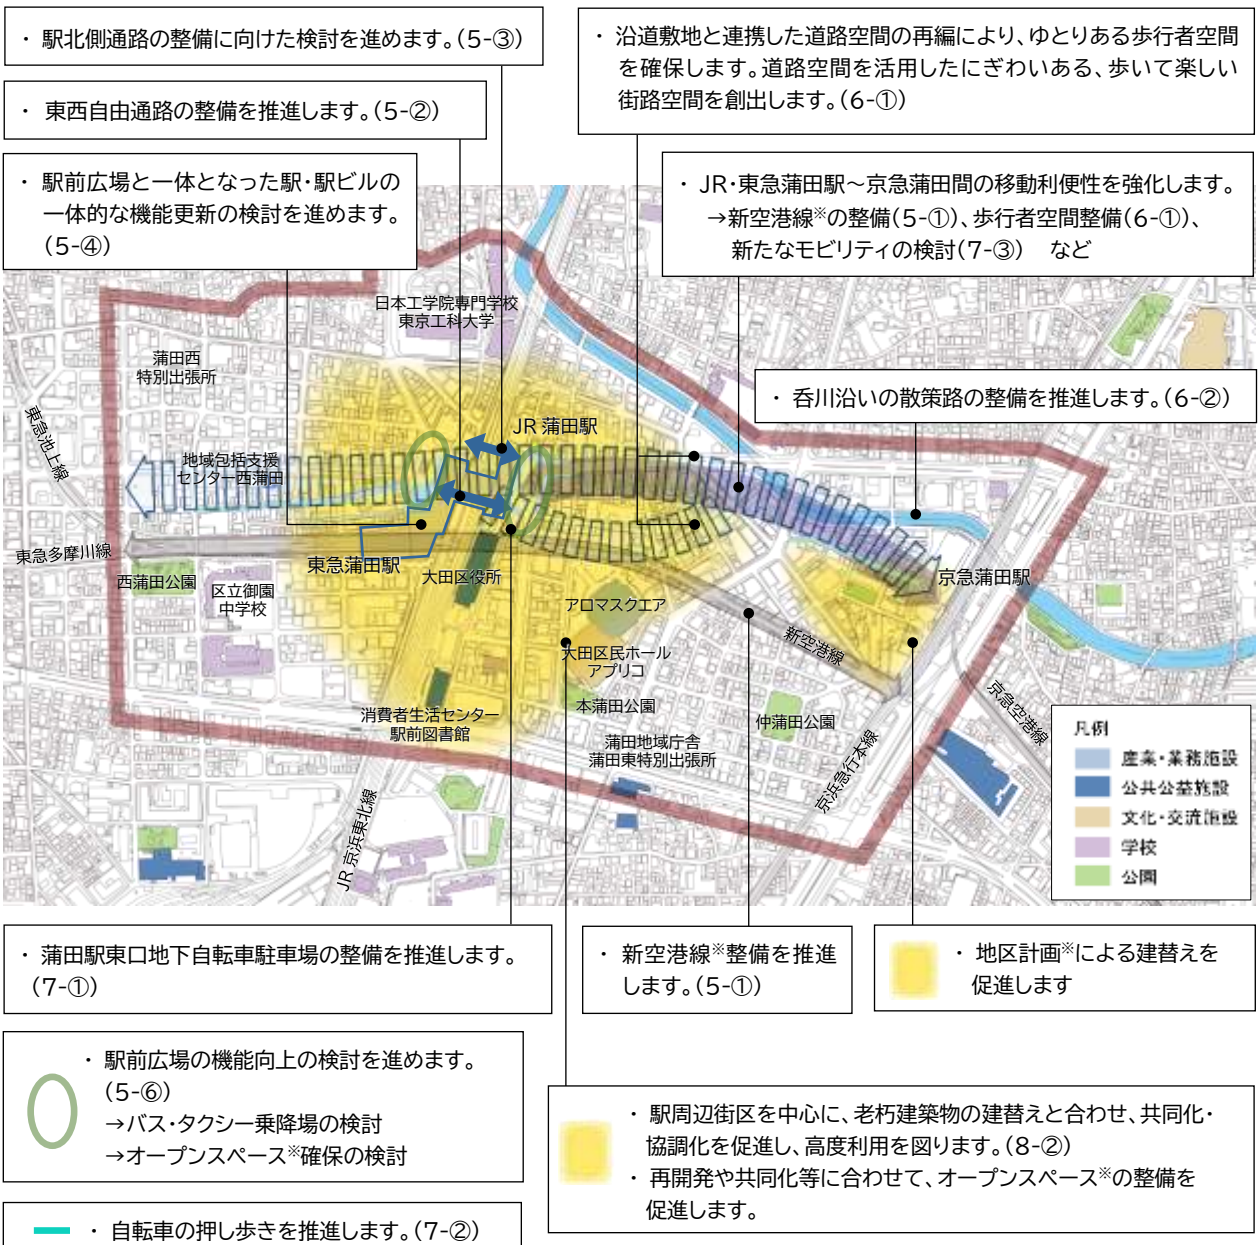 ・ 駅北側通路の整備に向けた検討を進めます。(5-③)
・ 東西自由通路の整備を推進します。(5-②)
・ 駅前広場と一体となった駅・駅ビルの
一体的な機能更新の検討を進めます。
(5-④)
・ 沿道敷地と連携した道路空間の再編により、ゆとりある歩行者空間
を確保します。道路空間を活用したにぎわいある、歩いて楽しい
街路空間を創出します。(6-①)
・ JR・東急蒲田駅～京急蒲田間の移動利便性を強化します。
→新空港線※の整備(5-①)、歩行者空間整備(6-①)、
新たなモビリティの検討(7-③) など
・ 呑川沿いの散策路の整備を推進します。(6-②)
日本工学院専門学校
東京工科大学
蒲田西
特別出張所
東急池上線
JR 蒲田駅
地域包括支援
センター西蒲田
東急多摩川線
東急蒲田駅
大田区役所
京急蒲田駅
西蒲田公園
区立御園
中学校
アロマスクエア
新空港線
大田区民ホール
アプリコ
本蒲田公園
仲蒲田公園
消費者生活センター
駅前図書館
蒲田地域庁舎
蒲田東特別出張所
京急空港線
京浜急行本線
JR 京浜東北線
凡例
産業・業務施設
公共公益施設
文化・交流施設
学校
公園
・ 蒲田駅東口地下自転車駐車場の整備を推進します。
(7-①)
・ 新空港線※整備を推進
します。(5-①)
・ 地区計画※による建替えを
促進します
・ 駅前広場の機能向上の検討を進めます。
(5-⑥)
→バス・タクシー乗降場の検討
→オープンスペース※確保の検討
・ 駅周辺街区を中心に、老朽建築物の建替えと合わせ、共同化・
協調化を促進し、高度利用を図ります。(8-②)
・ 再開発や共同化等に合わせて、オープンスペース※の整備を
促進します。
・ 自転車の押し歩きを推進します。(7-②)